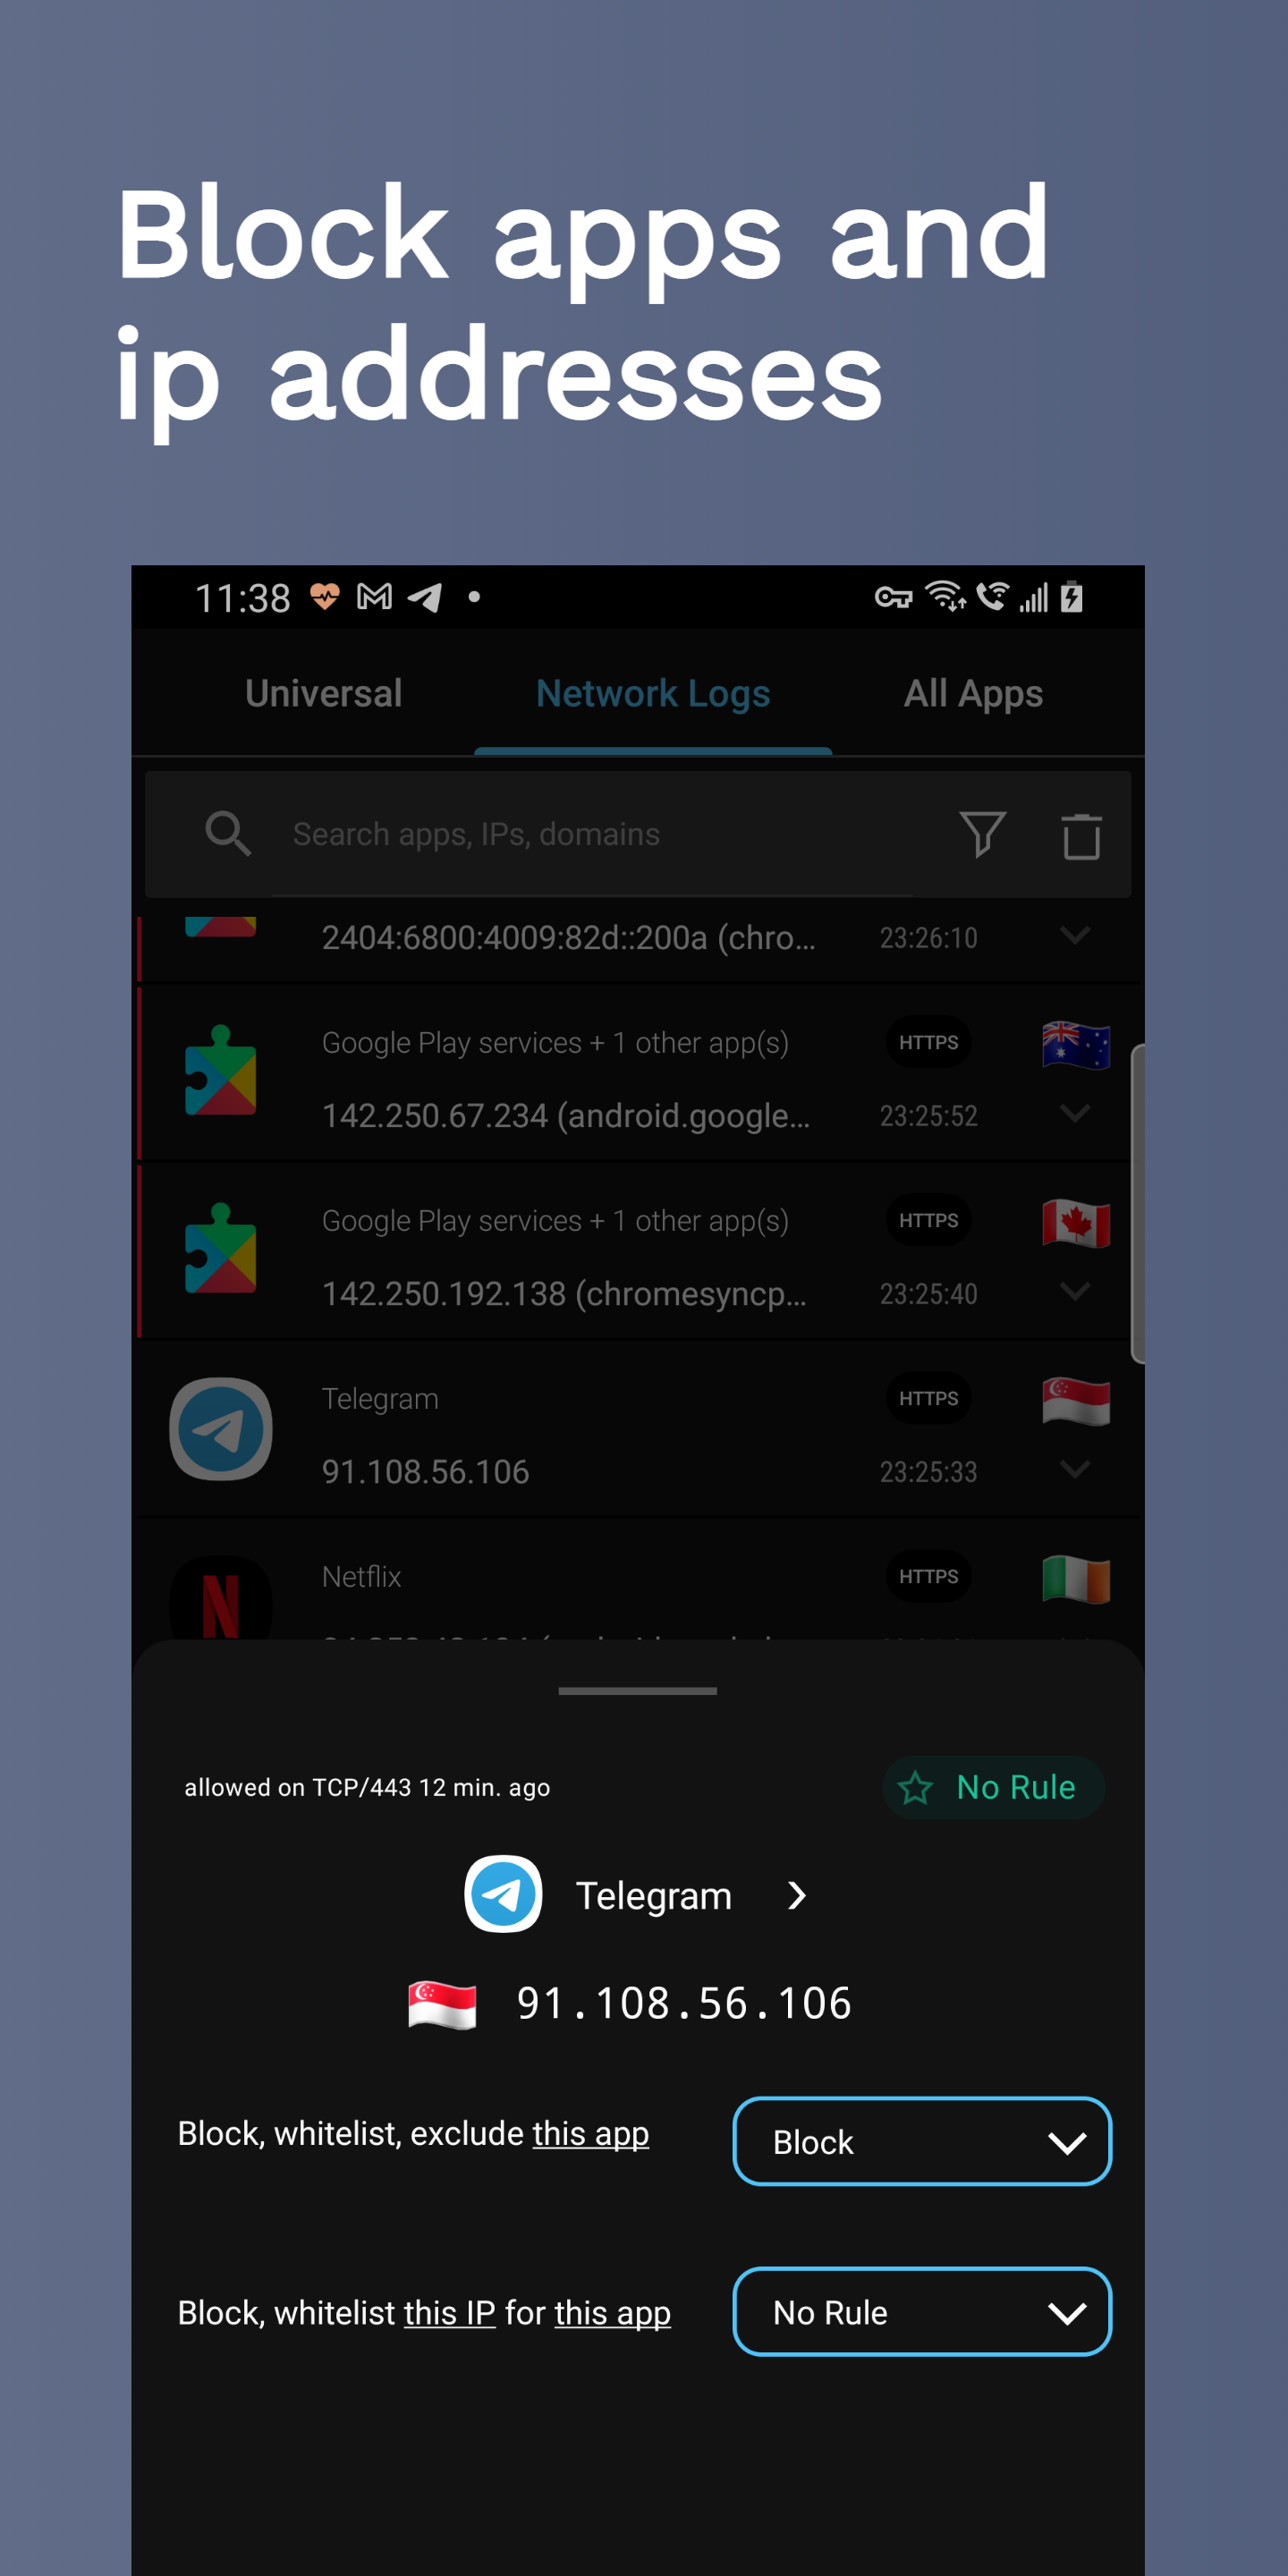 Block apps and
ip addresses
11:38
Universal
Network Logs
All Apps
Search apps, IPs, domains
2404:6800:4009:82d::200a (chro... 23:26:10
Google Play services + 1 other app(s) HTTPS
142.250.67.234 (android.google... 23:25:52
Google Play services + 1 other app(s) HTTPS
142.250.192.138 (chromesyncp... 23:25:40
Telegram HTTPS
91.108.56.106 23:25:33
N
Netflix HTTPS
allowed on TCP/443 12 min. ago
No Rule
Telegram
91.108.56.106
Block, whitelist, exclude this app
Block
Block, whitelist this IP for this app
No Rule